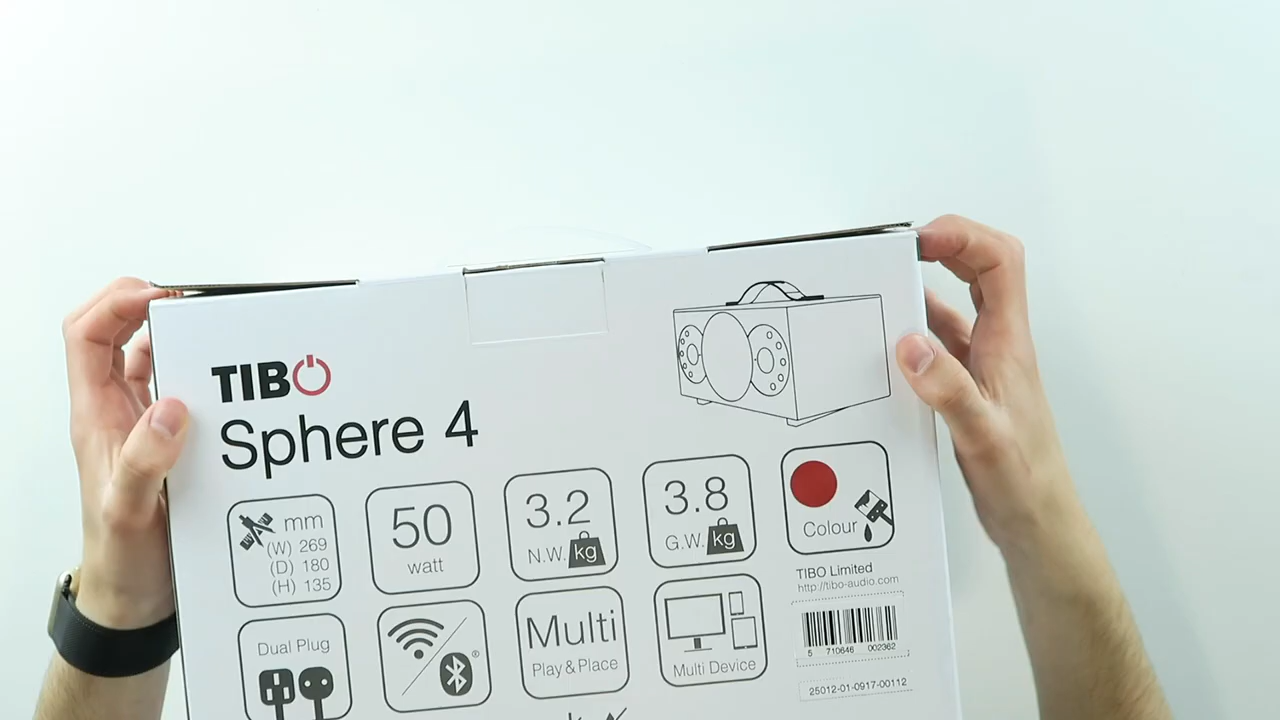 TIBO
Sphere 4
mm
(W) 269
(D) 180
(H) 135
50
watt
3.2
N.W. kg
3.8
G.W. kg
Colour
TIBO Limited
http://tibo-audio.com
Dual Plug
®
Multi
Play & Place
Multi Device
5 710646 002362
25012-01-0917-00112